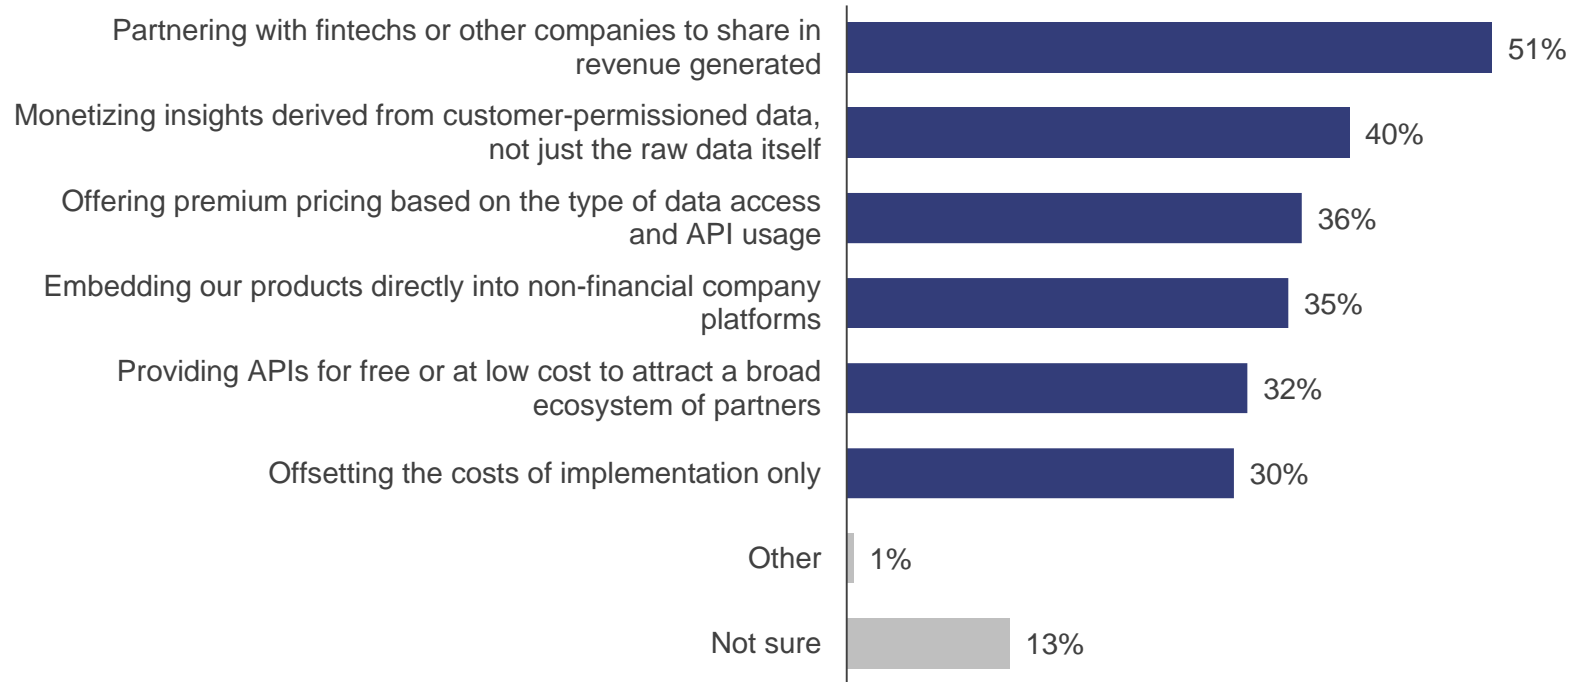 Partnering with fintechs or other companies to share in
revenue generated
51%
Monetizing insights derived from customer-permissioned data,
not just the raw data itself
40%
Offering premium pricing based on the type of data access
and API usage
36%
Embedding our products directly into non-financial company
platforms
35%
Providing APIs for free or at low cost to attract a broad
ecosystem of partners
32%
Offsetting the costs of implementation only
30%
Other
1%
Not sure
13%